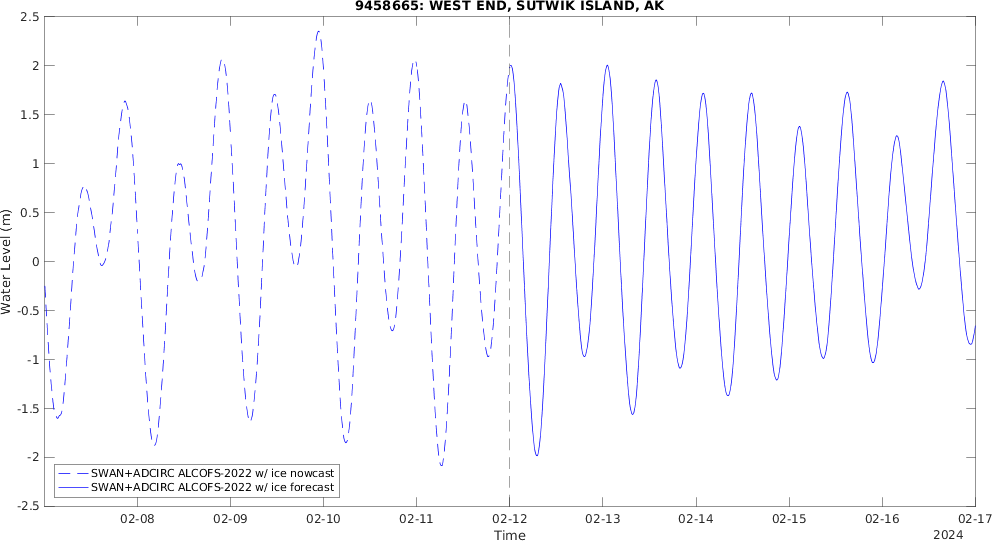 9458665: WEST END, SUTWIK ISLAND, AK
2.5
2
1.5
1
0.5
0
-0.5
-1
-1.5
-2
-2.5
Water Level (m)
SWAN+ADCIRC ALCOFS-2022 w/ ice nowcast
SWAN+ADCIRC ALCOFS-2022 w/ ice forecast
02-08 02-09 02-10 02-11 02-12 02-13 02-14 02-15 02-16 02-17
Time
2024